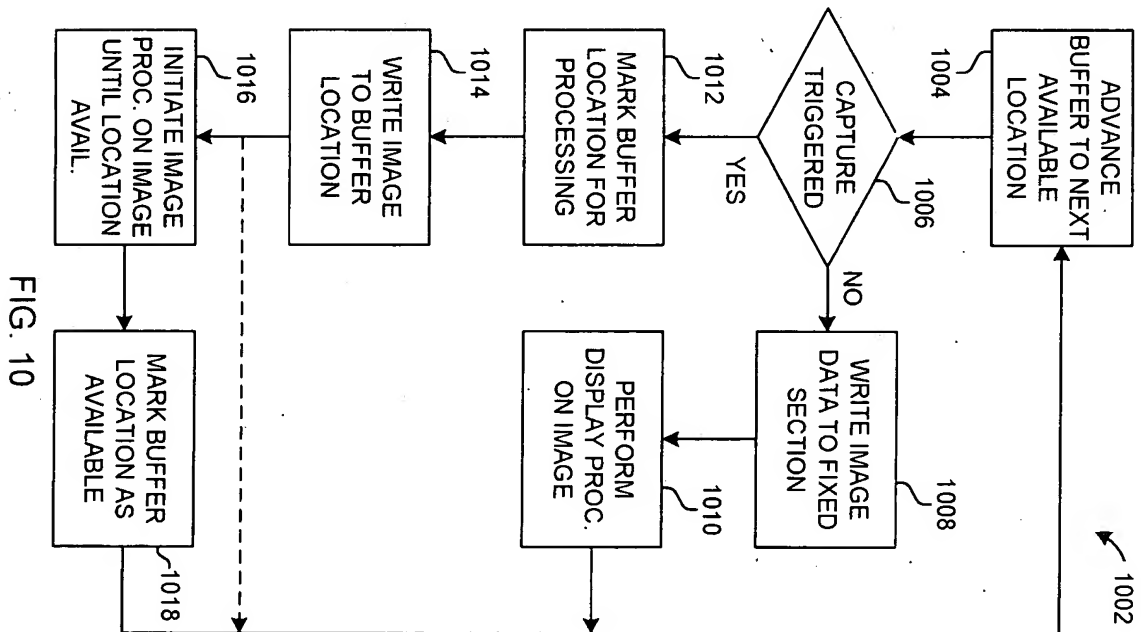 1002
ADVANCE
BUFFER TO NEXT
AVAILABLE
LOCATION
1004
CAPTURE
TRIGGERED
1006
NO
YES
WRITE IMAGE
DATA TO FIXED
SECTION
1008
PERFORM
DISPLAY PROC.
ON IMAGE
1010
MARK BUFFER
LOCATION FOR
PROCESSING
1012
WRITE IMAGE
TO BUFFER
LOCATION
1014
INITIATE IMAGE
PROC. ON IMAGE
UNTIL LOCATION
AVAIL.
1016
MARK BUFFER
LOCATION AS
AVAILABLE
1018
FIG. 10